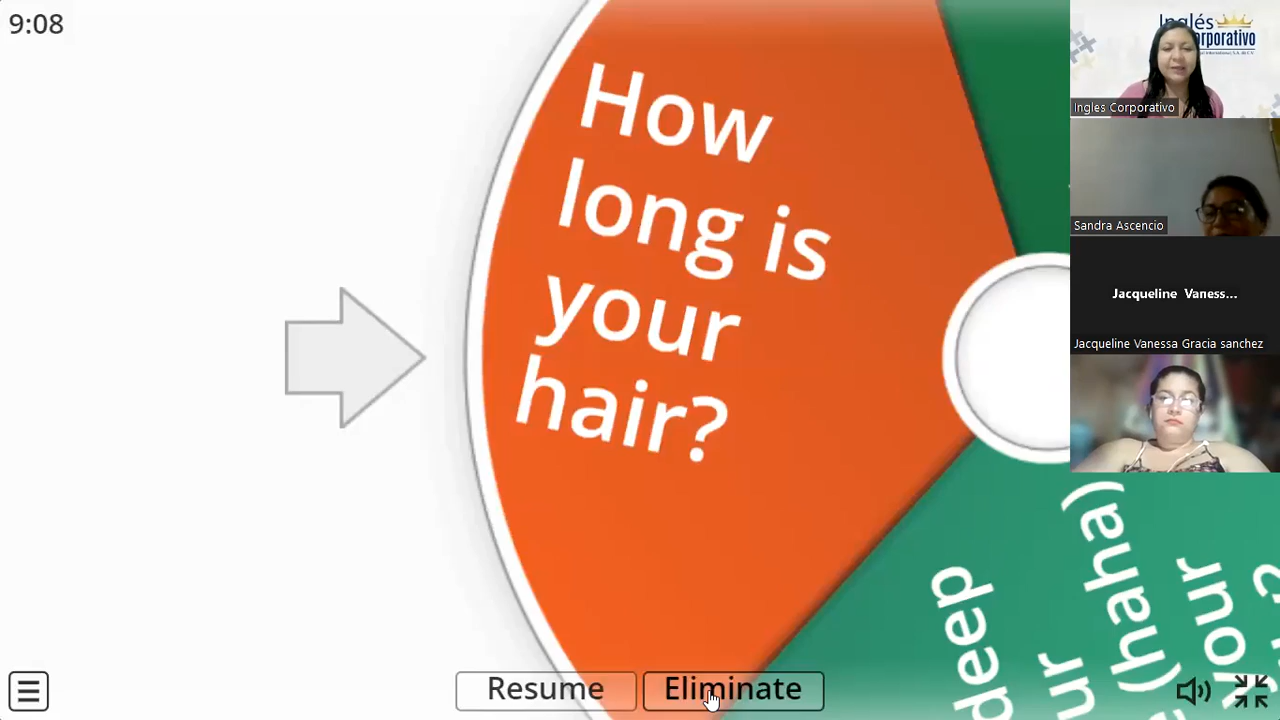 9:08
How
long is
your
hair?
deep
(haha)
your
Resume
Eliminate
Inglés
Corporativo
Ingles Corporativo
Sandra Ascencio
Jacqueline Vaness...
Jacqueline Vanessa Gracia sanchez